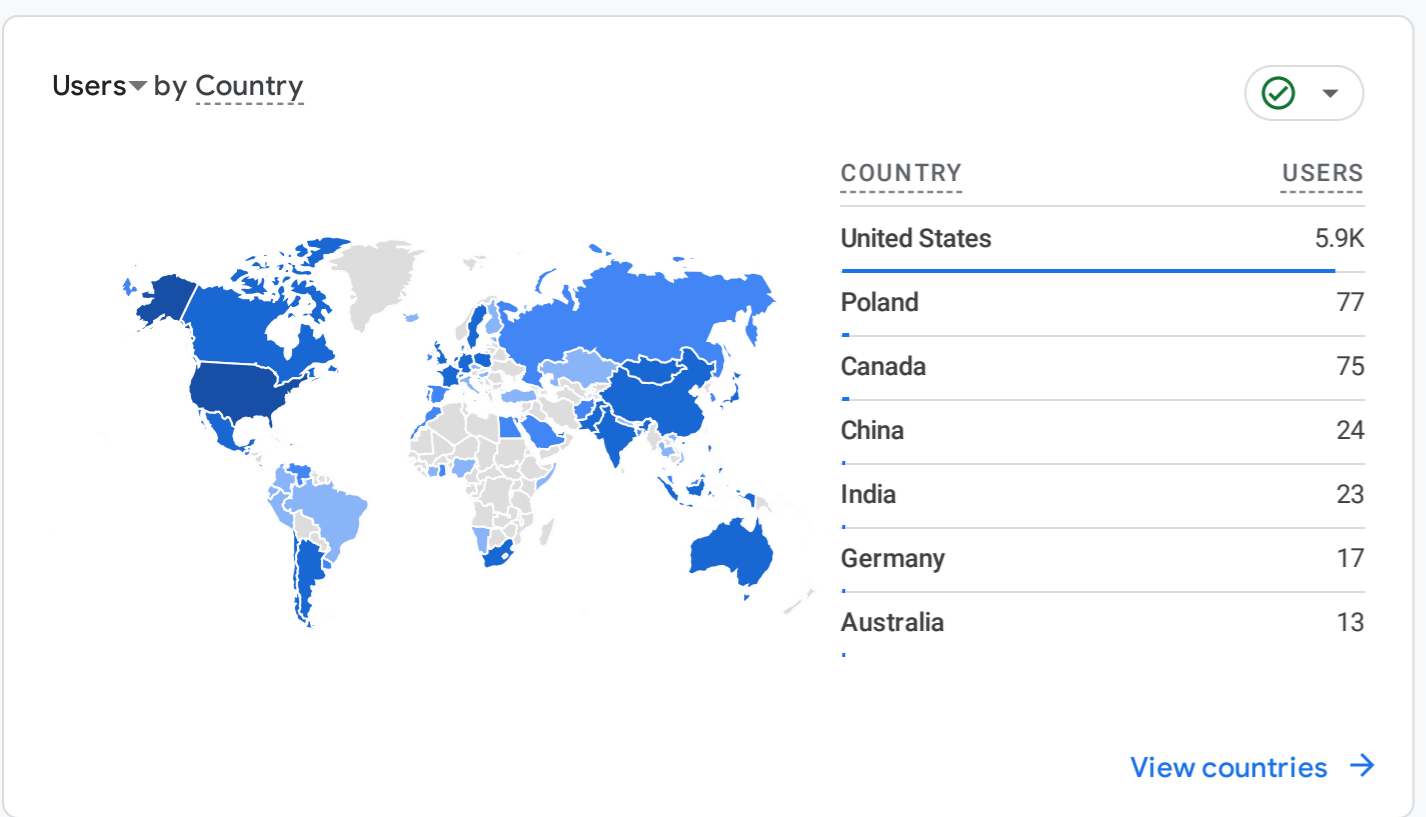 Users by Country
COUNTRY USERS
United States 5.9K
Poland 77
Canada 75
China 24
India 23
Germany 17
Australia 13
View countries